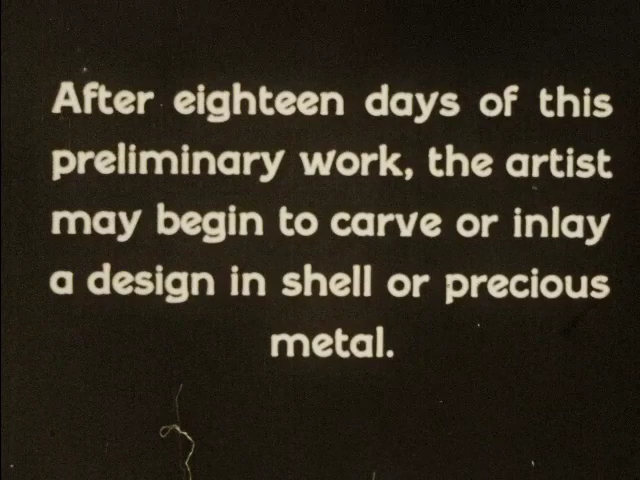 After eighteen days of this
preliminary work, the artist
may begin to carve or inlay
a design in shell or precious
metal.